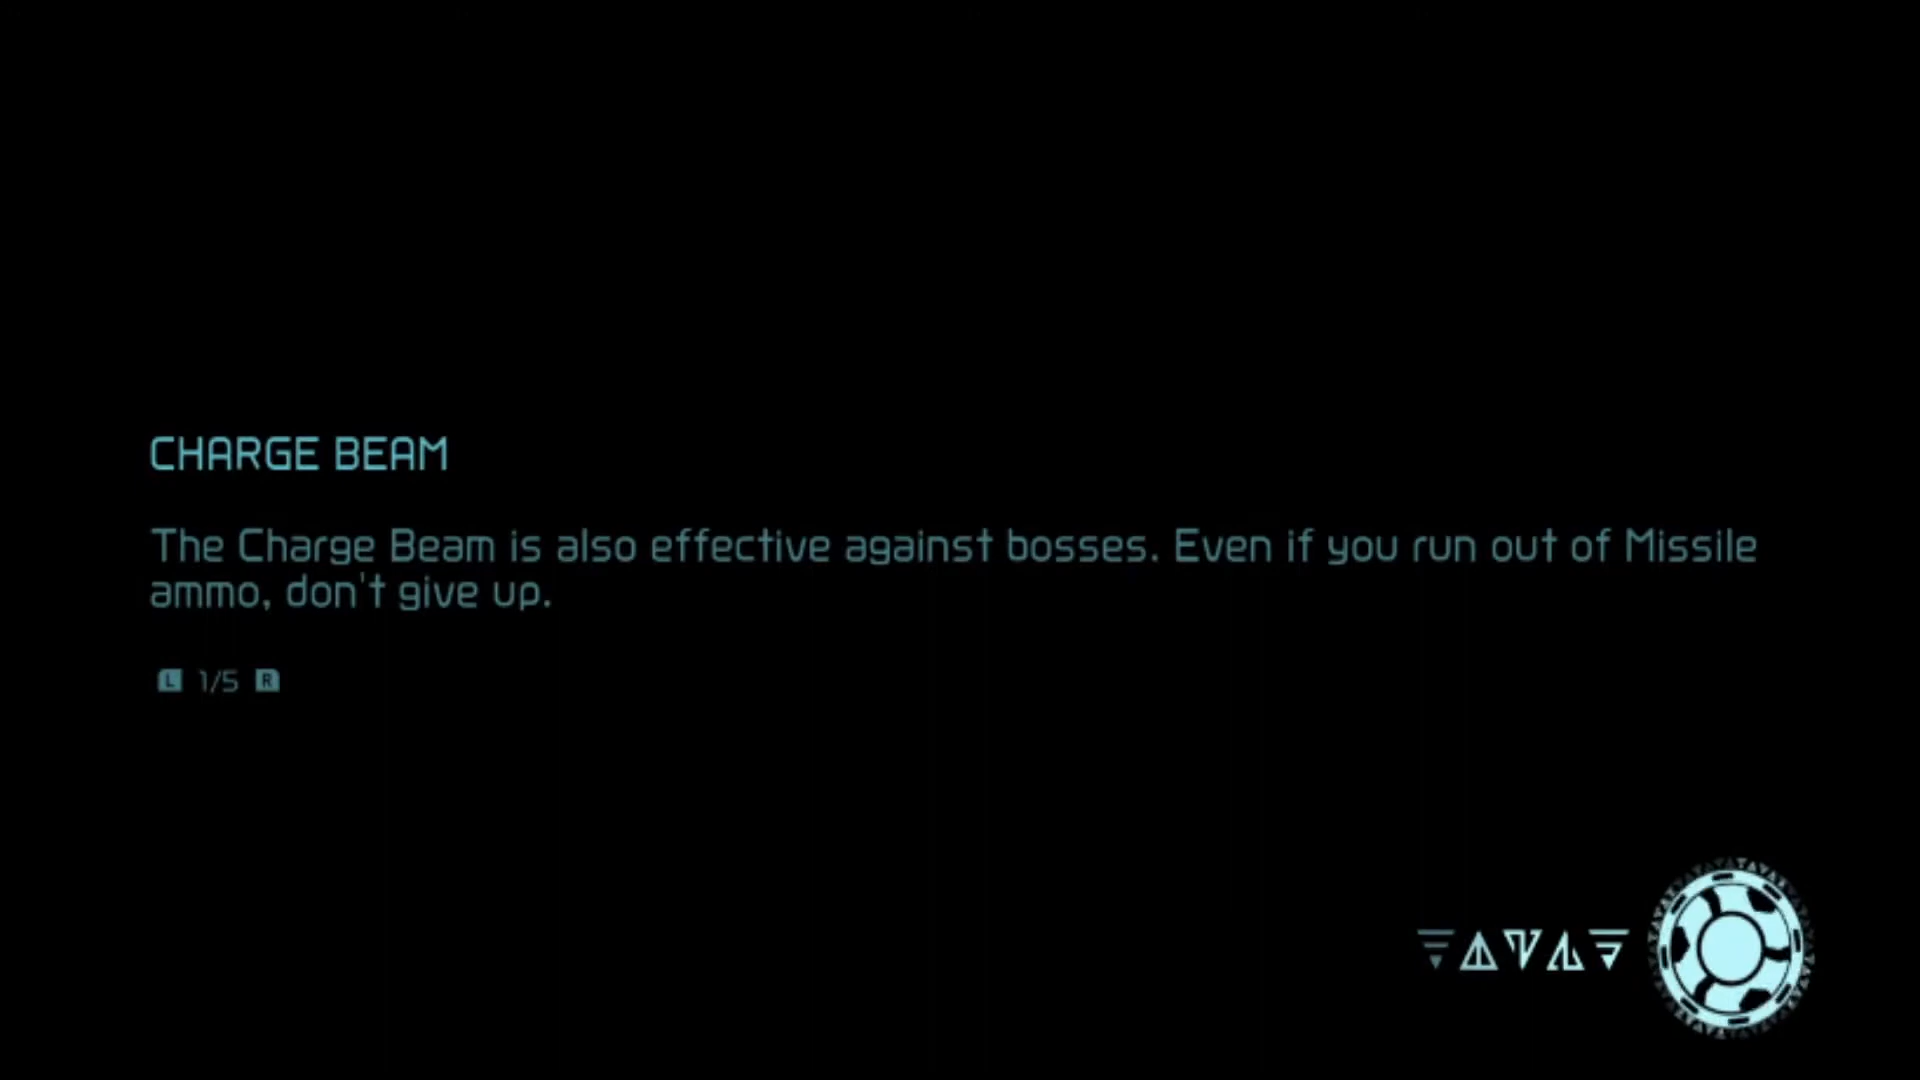 CHARGE BEAM
The Charge Beam is also effective against bosses. Even if you run out of Missile
ammo, don't give up.
L 1/5 R